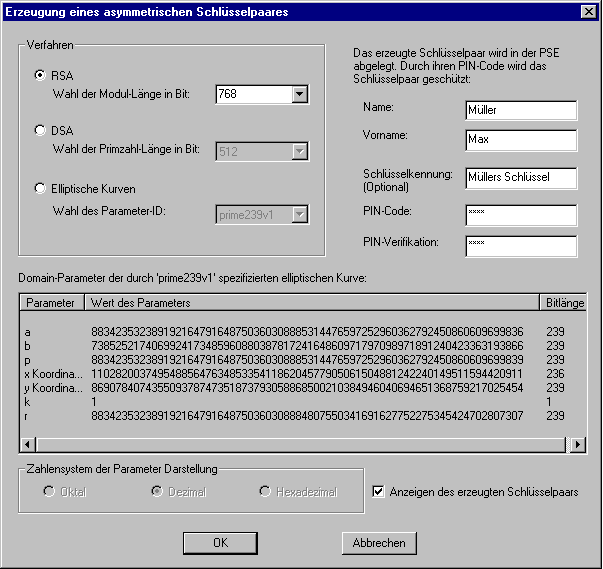 Erzeugung eines asymmetrischen Schlüsselpaares
Verfahren
RSA
Wahl der Modul-Länge in Bit: 768
DSA
Wahl der Primzahl-Länge in Bit: 512
Elliptische Kurven
Wahl des Parameter-ID: prime239v1
Das erzeugte Schlüsselpaar wird in der PSE
abgelegt. Durch ihren PIN-Code wird das
Schlüsselpaar geschützt:
Name: Müller
Vorname: Max
Schlüsselkennung: Müllers Schlüssel
(Optional)
PIN-Code: ****
PIN-Verifikation: ****
Domain-Parameter der durch 'prime239v1' spezifizierten elliptischen Kurve:
Parameter Wert des Parameters Bitlänge
a 883423532389192164791648750360308885314476597252960362792450860609699836 239
b 738525217406992417348596088038781724164860971797098971891240423363193866 239
p 883423532389192164791648750360308885314476597252960362792450860609699839 239
x Koordina... 110282003749548856476348533541186204577905061504881242240149511594420911 236
y Koordina... 869078407435509378747351873793058868500210384946040694651368759217025454 239
k 1 1
r 883423532389192164791648750360308884807550341691627752275345424702807307 239
Zahlensystem der Parameter Darstellung
Oktal
Dezimal
Hexadezimal
Anzeigen des erzeugten Schlüsselpaars
OK
Abbrechen